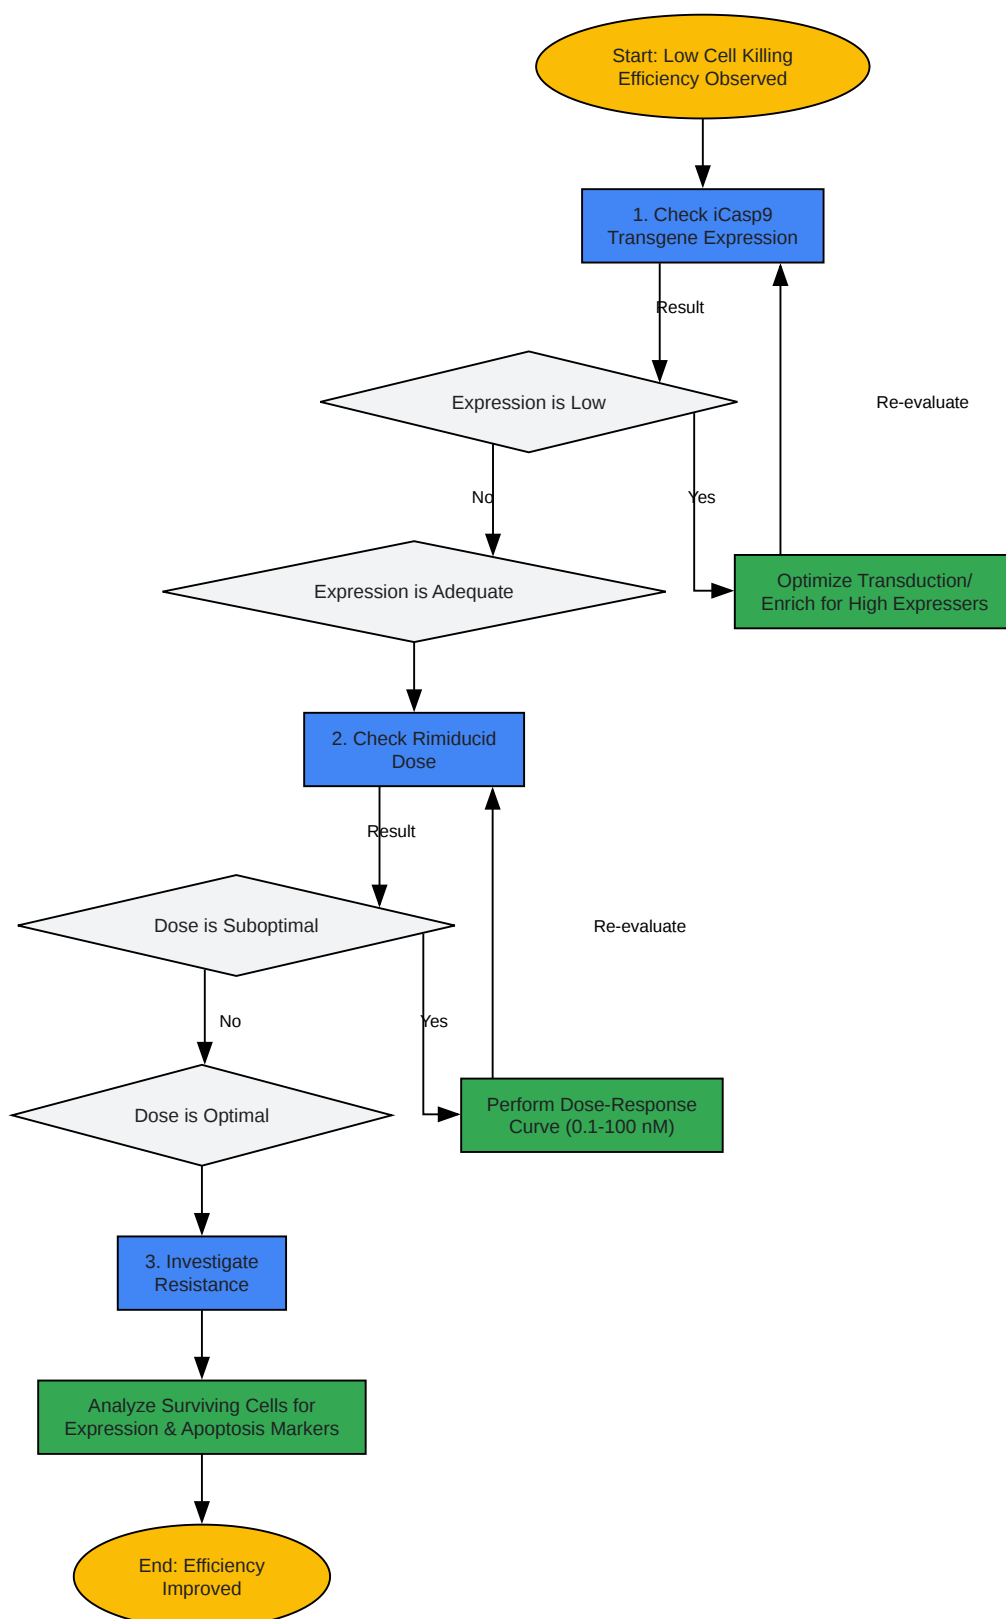 Start: Low Cell Killing
Efficiency Observed
1. Check iCasp9
Transgene Expression
Result
Expression is Low
Re-evaluate
No
Yes
Expression is Adequate
Optimize Transduction/
Enrich for High Expressers
2. Check Rimiducid
Dose
Result
Dose is Suboptimal
Re-evaluate
No
Yes
Dose is Optimal
Perform Dose-Response
Curve (0.1-100 nM)
3. Investigate
Resistance
Analyze Surviving Cells for
Expression & Apoptosis Markers
End: Efficiency
Improved